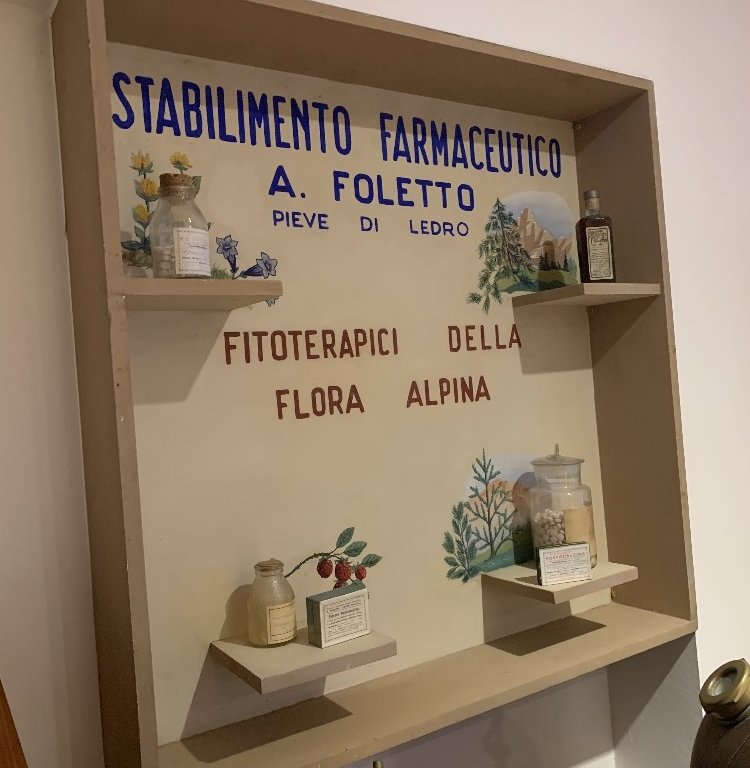 STABILIMENTO FARMACEUTICO
A. FOLETTO
PIEVE DI LEDRO
FITOTERAPICI DELLA
FLORA ALPINA